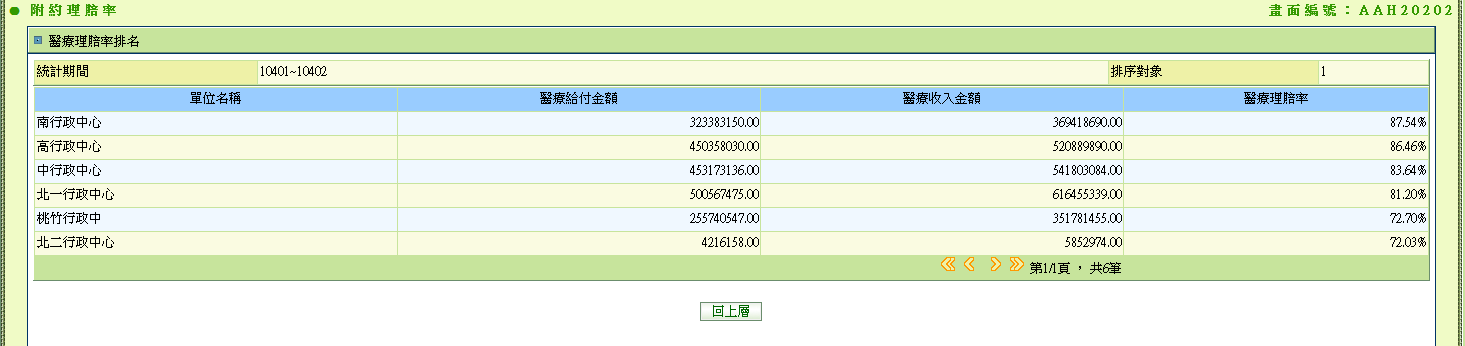 附約理賠率 畫面編號：AAH20202
醫療理賠率排名
統計期間 10401~10402 排序對象 1
單位名稱 醫療給付金額 醫療收入金額 醫療理賠率
南行政中心 323383150.00 369418690.00 87.54%
高行政中心 450358030.00 520889890.00 86.46%
中行政中心 453173136.00 541803084.00 83.64%
北一行政中心 500567475.00 616455339.00 81.20%
桃竹行政中 255740547.00 351781455.00 72.70%
北二行政中心 4216158.00 5852974.00 72.03%
第1/1頁，共6筆
回上層